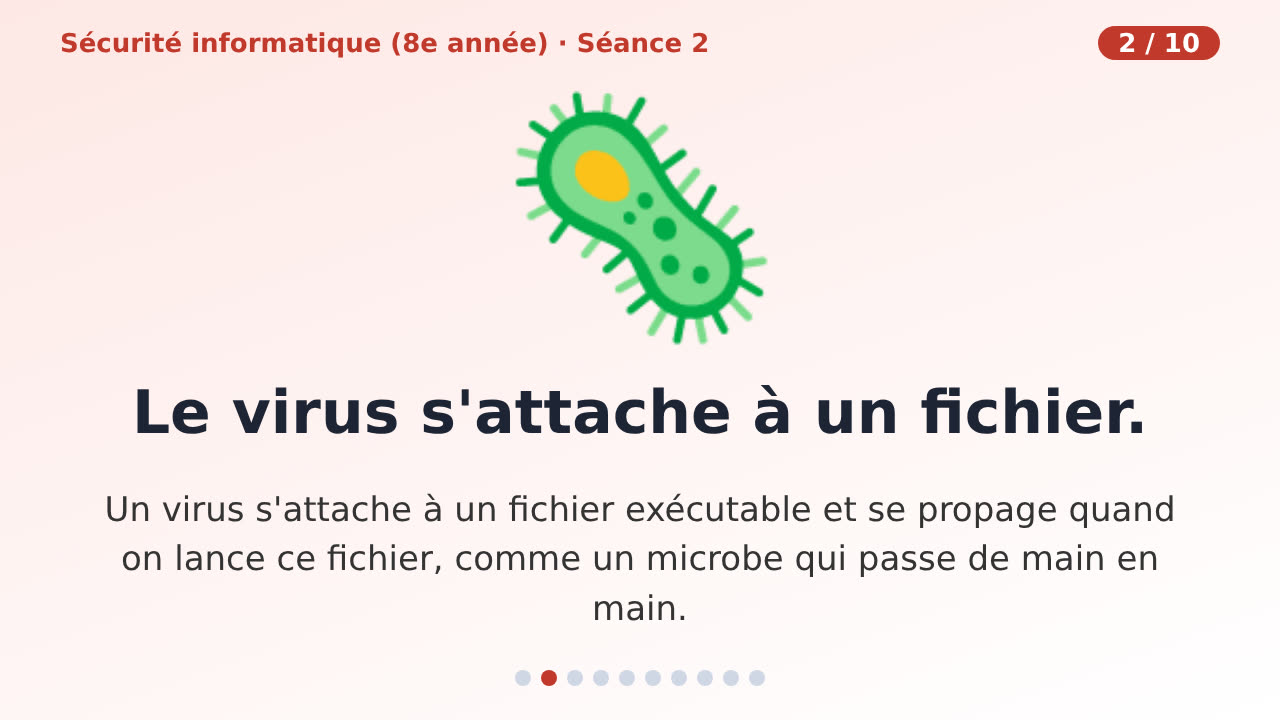 Sécurité informatique (8e année) · Séance 2
2 / 10
Le virus s'attache à un fichier.
Un virus s'attache à un fichier exécutable et se propage quand
on lance ce fichier, comme un microbe qui passe de main en
main.